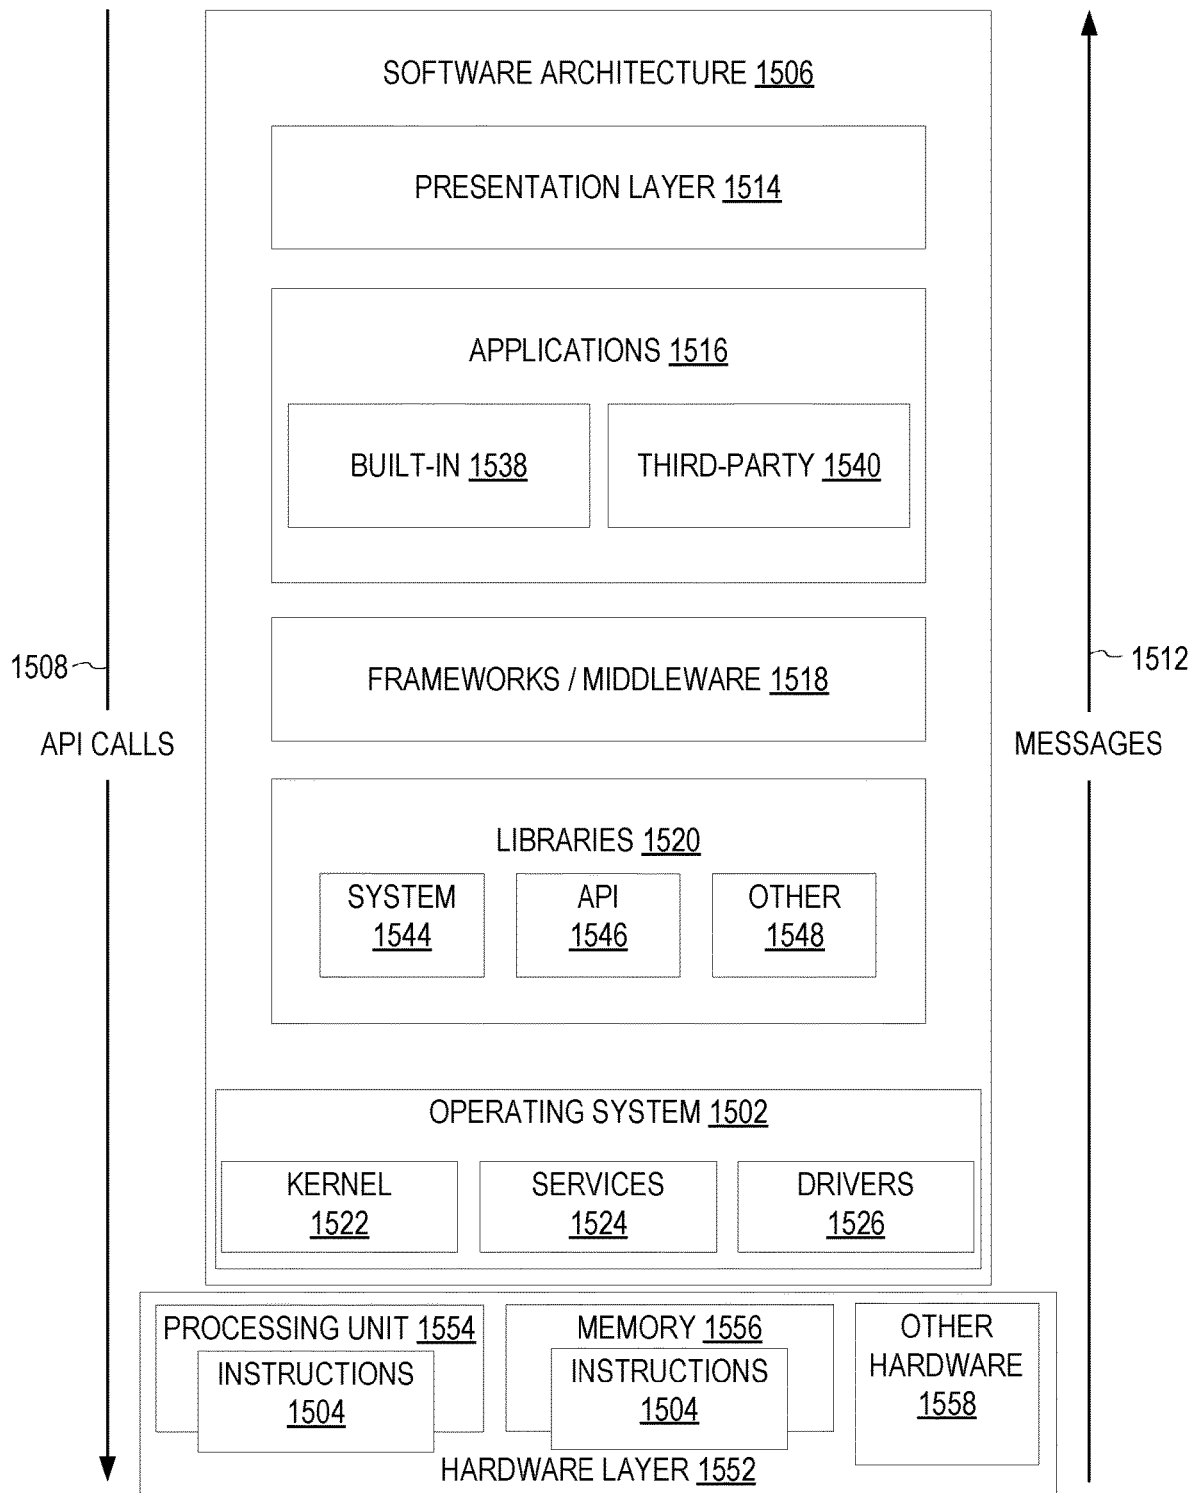 SOFTWARE ARCHITECTURE 1506
PRESENTATION LAYER 1514
APPLICATIONS 1516
BUILT-IN 1538
THIRD-PARTY 1540
1508
API CALLS
FRAMEWORKS / MIDDLEWARE 1518
1512
MESSAGES
LIBRARIES 1520
SYSTEM
1544
API
1546
OTHER
1548
OPERATING SYSTEM 1502
KERNEL
1522
SERVICES
1524
DRIVERS
1526
PROCESSING UNIT 1554
INSTRUCTIONS
1504
MEMORY 1556
INSTRUCTIONS
1504
OTHER
HARDWARE
1558
HARDWARE LAYER 1552